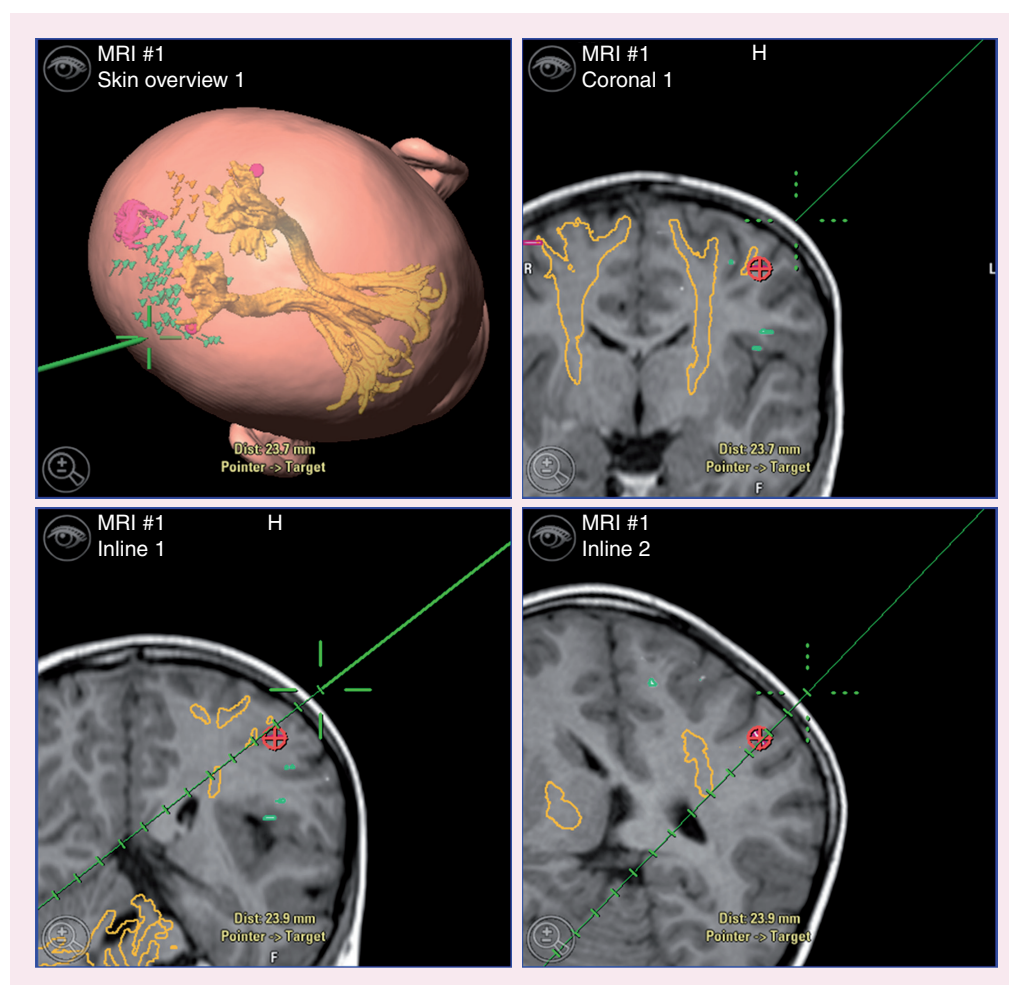 MRI #1
Skin overview 1
Dist: 23.7 mm
Pointer -> Target
MRI #1
H
Coronal 1
R
L
Dist: 23.7 mm
Pointer -> Target
F
MRI #1
H
Inline 1
Dist: 23.9 mm
Pointer -> Target
F
MRI #1
Inline 2
Dist: 23.9 mm
Pointer -> Target